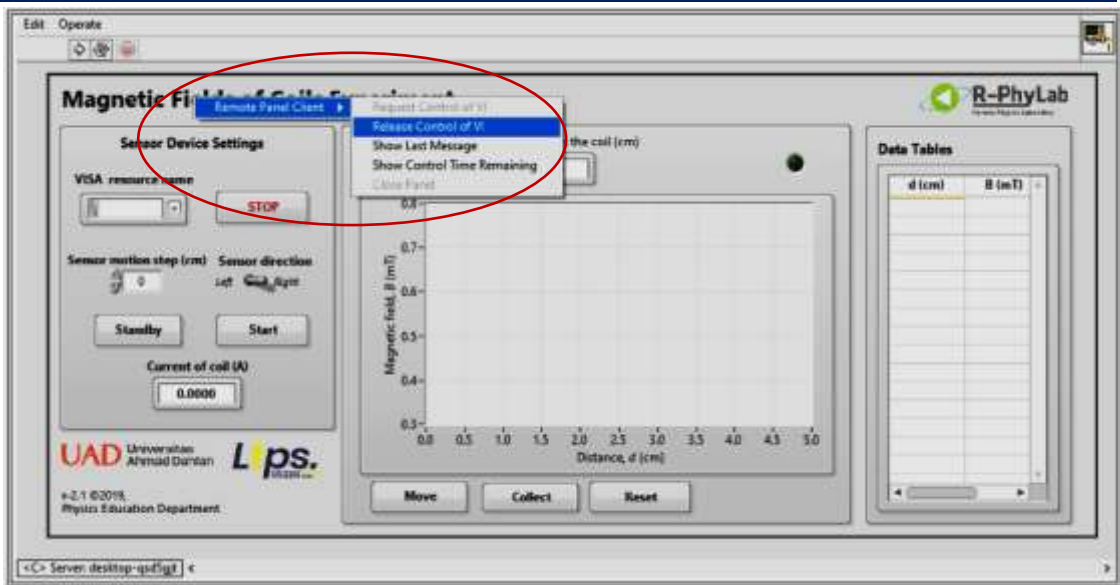 Edit Operate
Magnetic Fi
Remote Panel Client
Request Control of VI
Release Control of VI
Show Last Message
Show Control Time Remaining
Close Panel
R-PhyLab
Sensor Device Settings
VISA resource name
STOP
Sensor motion step (cm) Sensor direction
0 Left Right
Standby Start
Current of coil (A)
0.0000
UAD Universitas
Ahmad Dahlan
Lips.
v-2.1 ©2019,
Physics Education Department
the coil (cm)
Magnetic field, B (mT)
0.8
0.7
0.6
0.5
0.4
0.3
0.0 0.5 1.0 1.5 2.0 2.5 3.0 3.5 4.0 4.5 5.0
Distance, d (cm)
Move Collect Reset
Data Tables
d (cm) B (mT)
<C> Server: